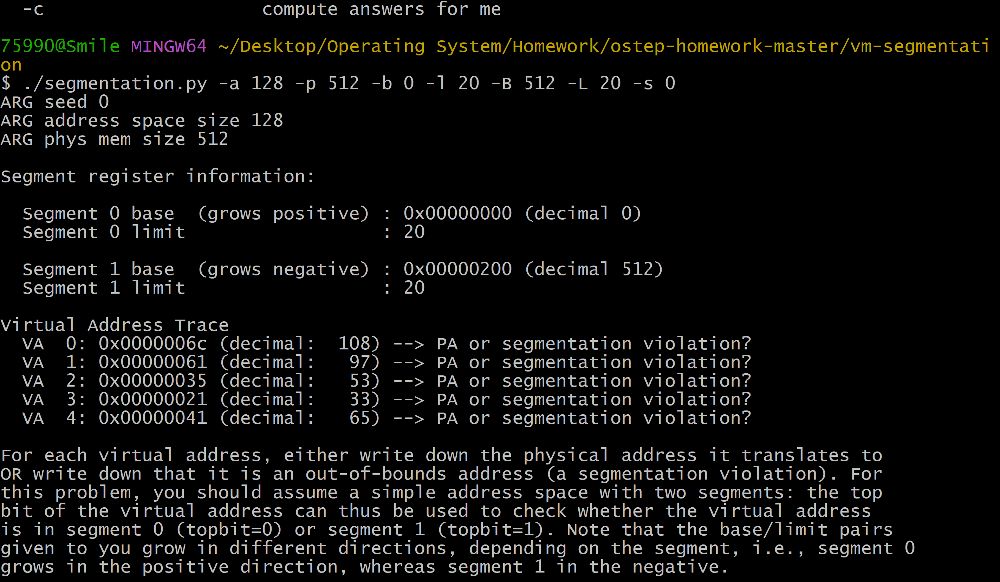 -c                    compute answers for me

75990@Smile MINGW64 ~/Desktop/Operating System/Homework/ostep-homework-master/vm-segmentati
on
$ ./segmentation.py -a 128 -p 512 -b 0 -l 20 -B 512 -L 20 -s 0
ARG seed 0
ARG address space size 128
ARG phys mem size 512

Segment register information:

  Segment 0 base  (grows positive) : 0x00000000 (decimal 0)
  Segment 0 limit                  : 20

  Segment 1 base  (grows negative) : 0x00000200 (decimal 512)
  Segment 1 limit                  : 20

Virtual Address Trace
  VA  0: 0x0000006c (decimal:  108) --> PA or segmentation violation?
  VA  1: 0x00000061 (decimal:   97) --> PA or segmentation violation?
  VA  2: 0x00000035 (decimal:   53) --> PA or segmentation violation?
  VA  3: 0x00000021 (decimal:   33) --> PA or segmentation violation?
  VA  4: 0x00000041 (decimal:   65) --> PA or segmentation violation?

For each virtual address, either write down the physical address it translates to
OR write down that it is an out-of-bounds address (a segmentation violation). For
this problem, you should assume a simple address space with two segments: the top
bit of the virtual address can thus be used to check whether the virtual address
is in segment 0 (topbit=0) or segment 1 (topbit=1). Note that the base/limit pairs
given to you grow in different directions, depending on the segment, i.e., segment 0
grows in the positive direction, whereas segment 1 in the negative.